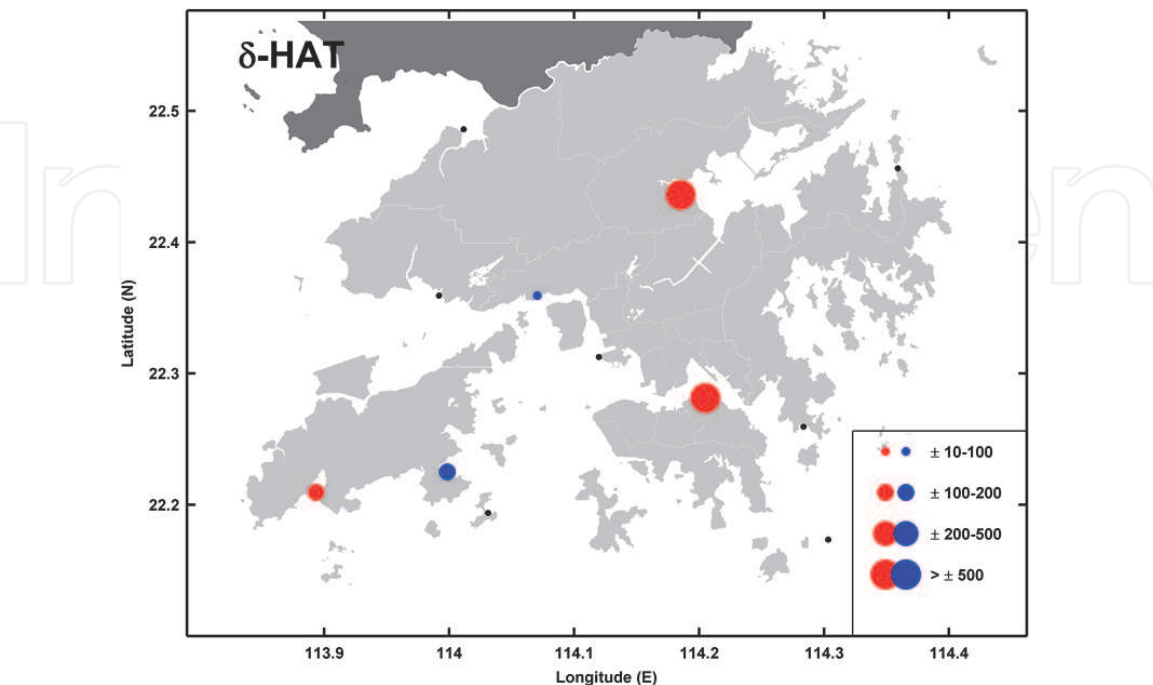 δ-HAT
22.5
22.4
22.3
22.2
Latitude (N)
113.9 114 114.1 114.2 114.3 114.4
Longitude (E)
± 10-100
± 100-200
± 200-500
> ± 500